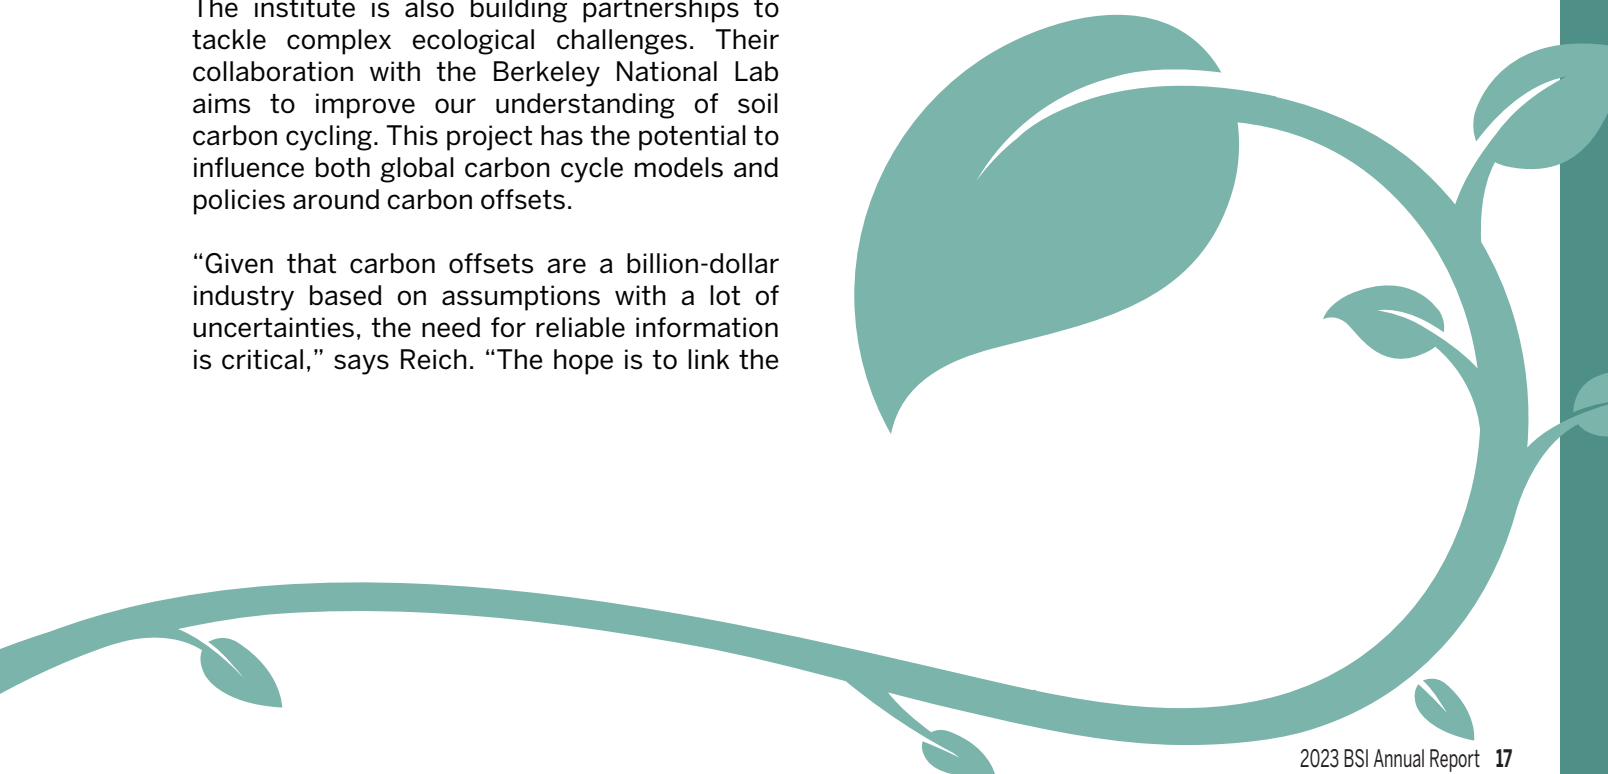 The institute is also building partnerships to
tackle complex ecological challenges. Their
collaboration with the Berkeley National Lab
aims to improve our understanding of soil
carbon cycling. This project has the potential to
influence both global carbon cycle models and
policies around carbon offsets.
“Given that carbon offsets are a billion-dollar
industry based on assumptions with a lot of
uncertainties, the need for reliable information
is critical,” says Reich. “The hope is to link the
2023 BSI Annual Report 17